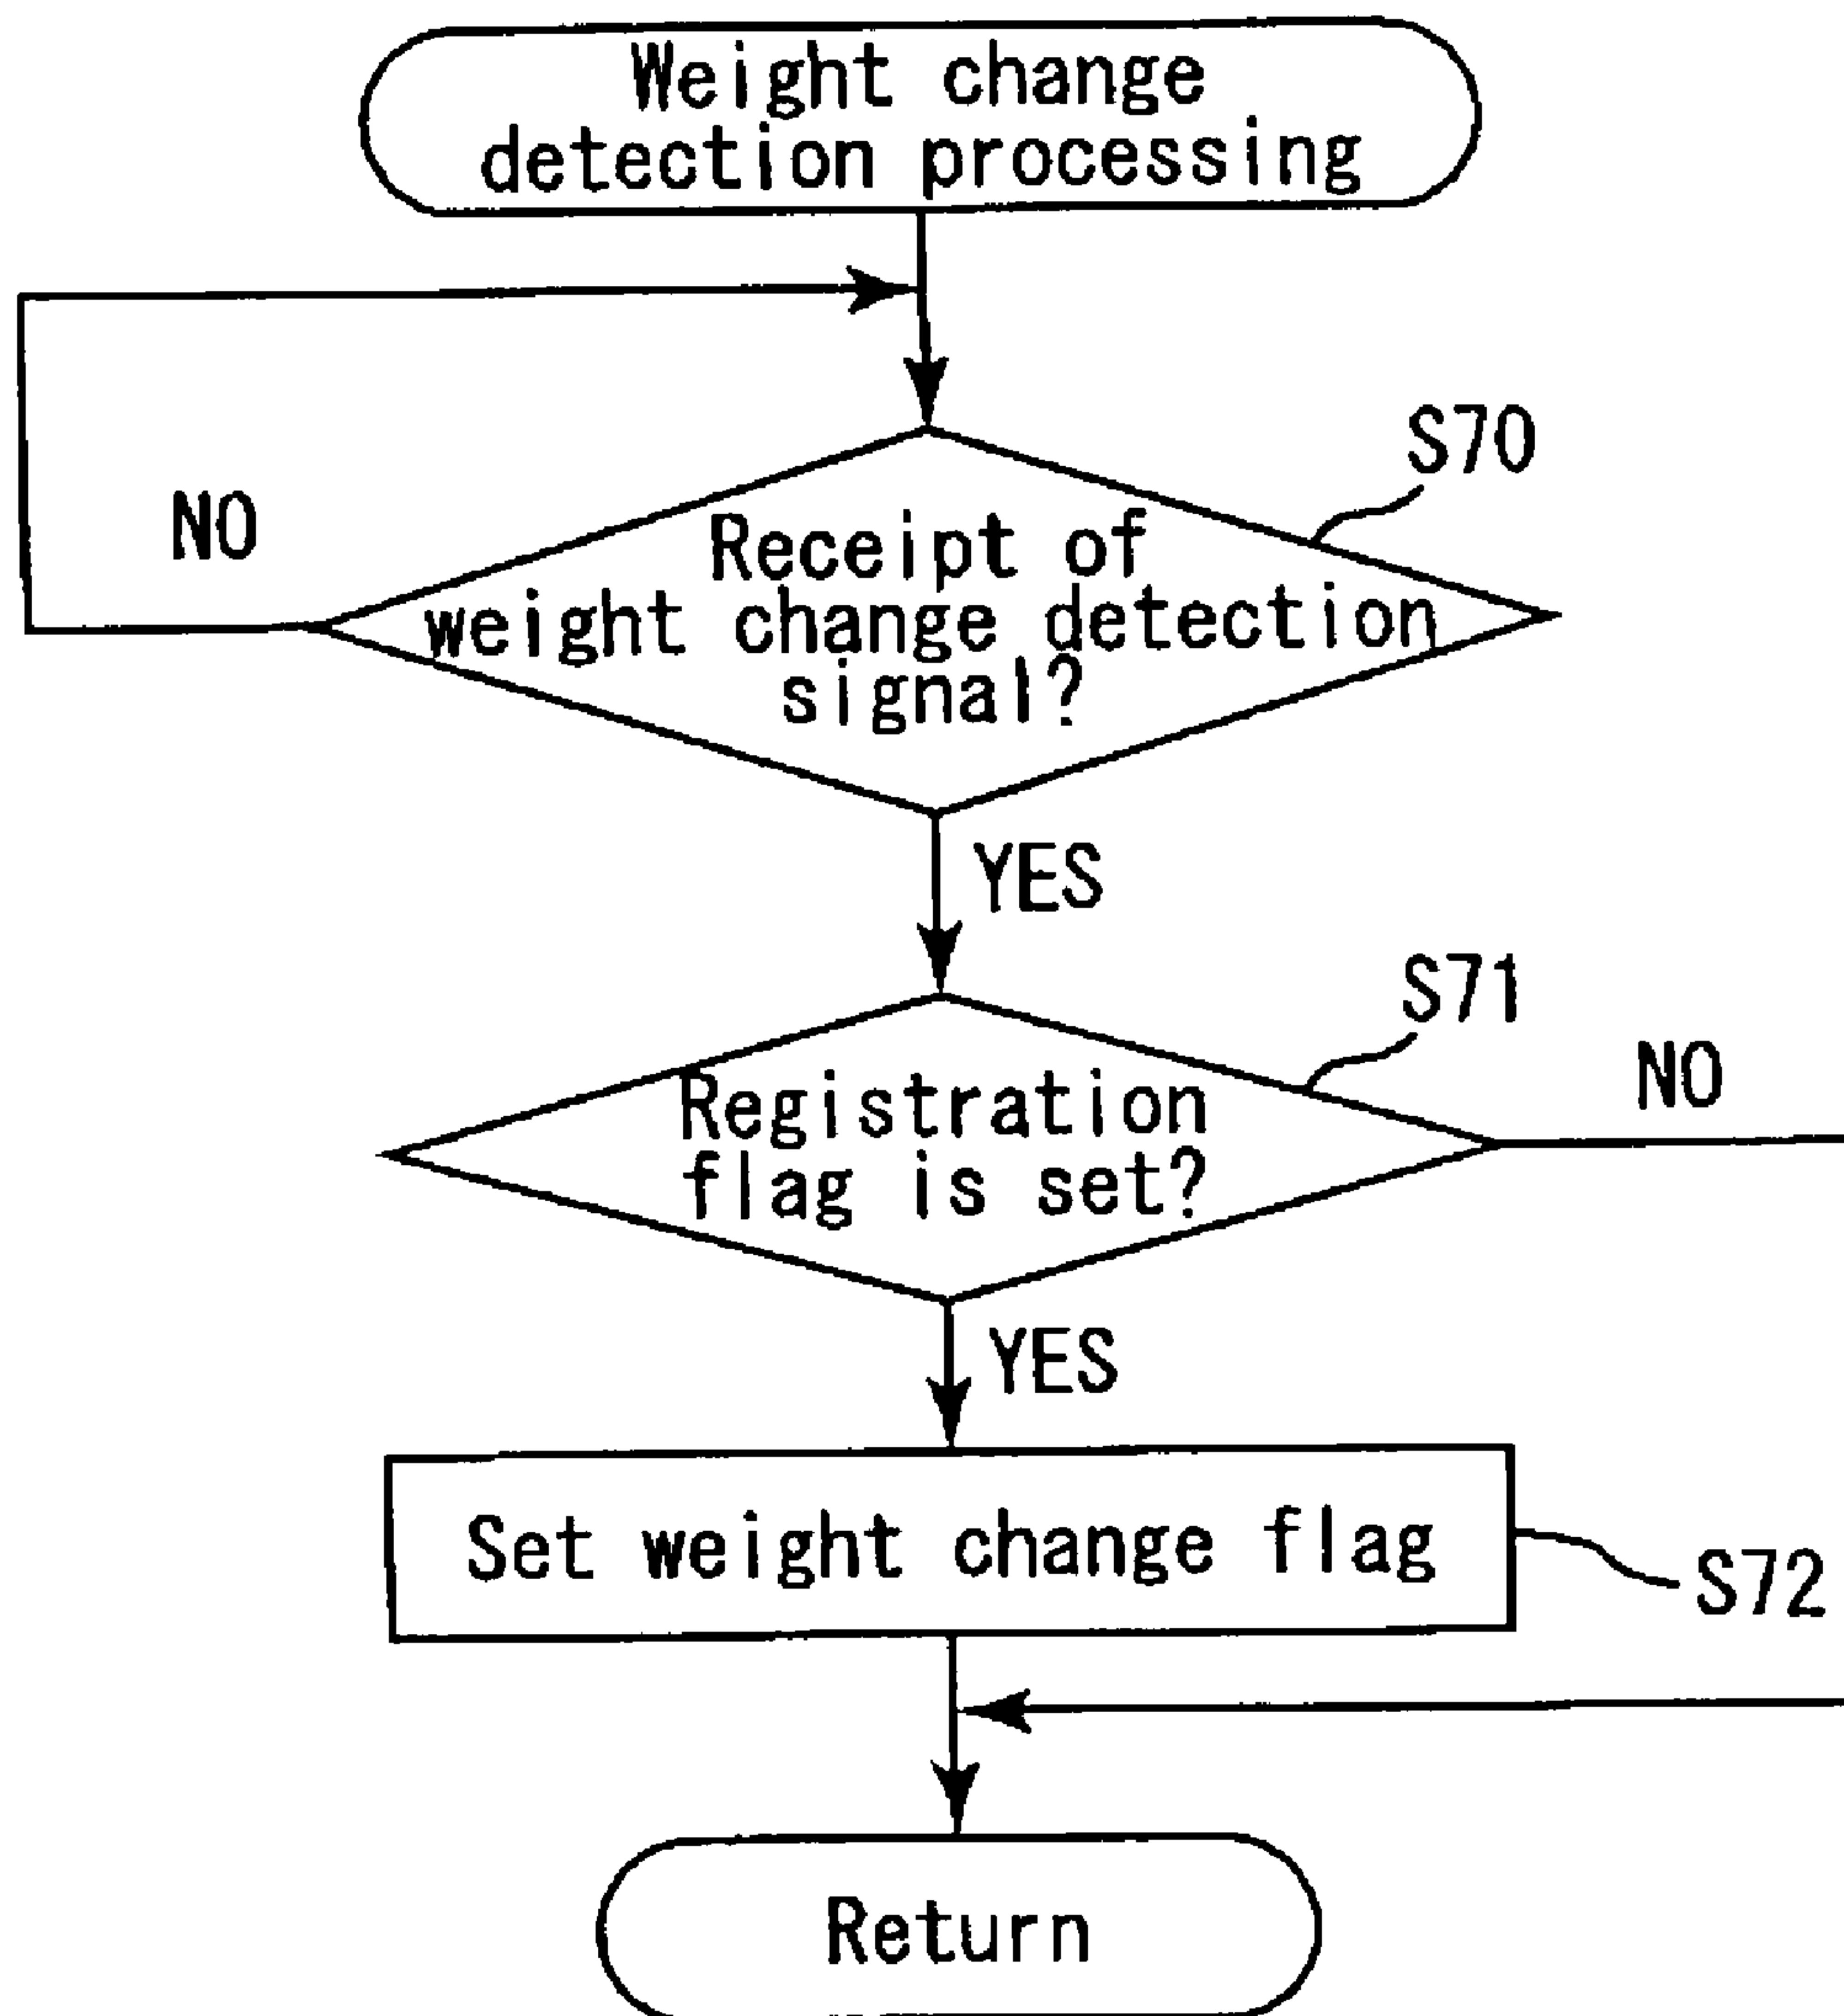 Weight change
detection processing
S70
NO
Receipt of
weight change detection
signal?
YES
S71
NO
Registration
flag is set?
YES
Set weight change flag
S72
Return